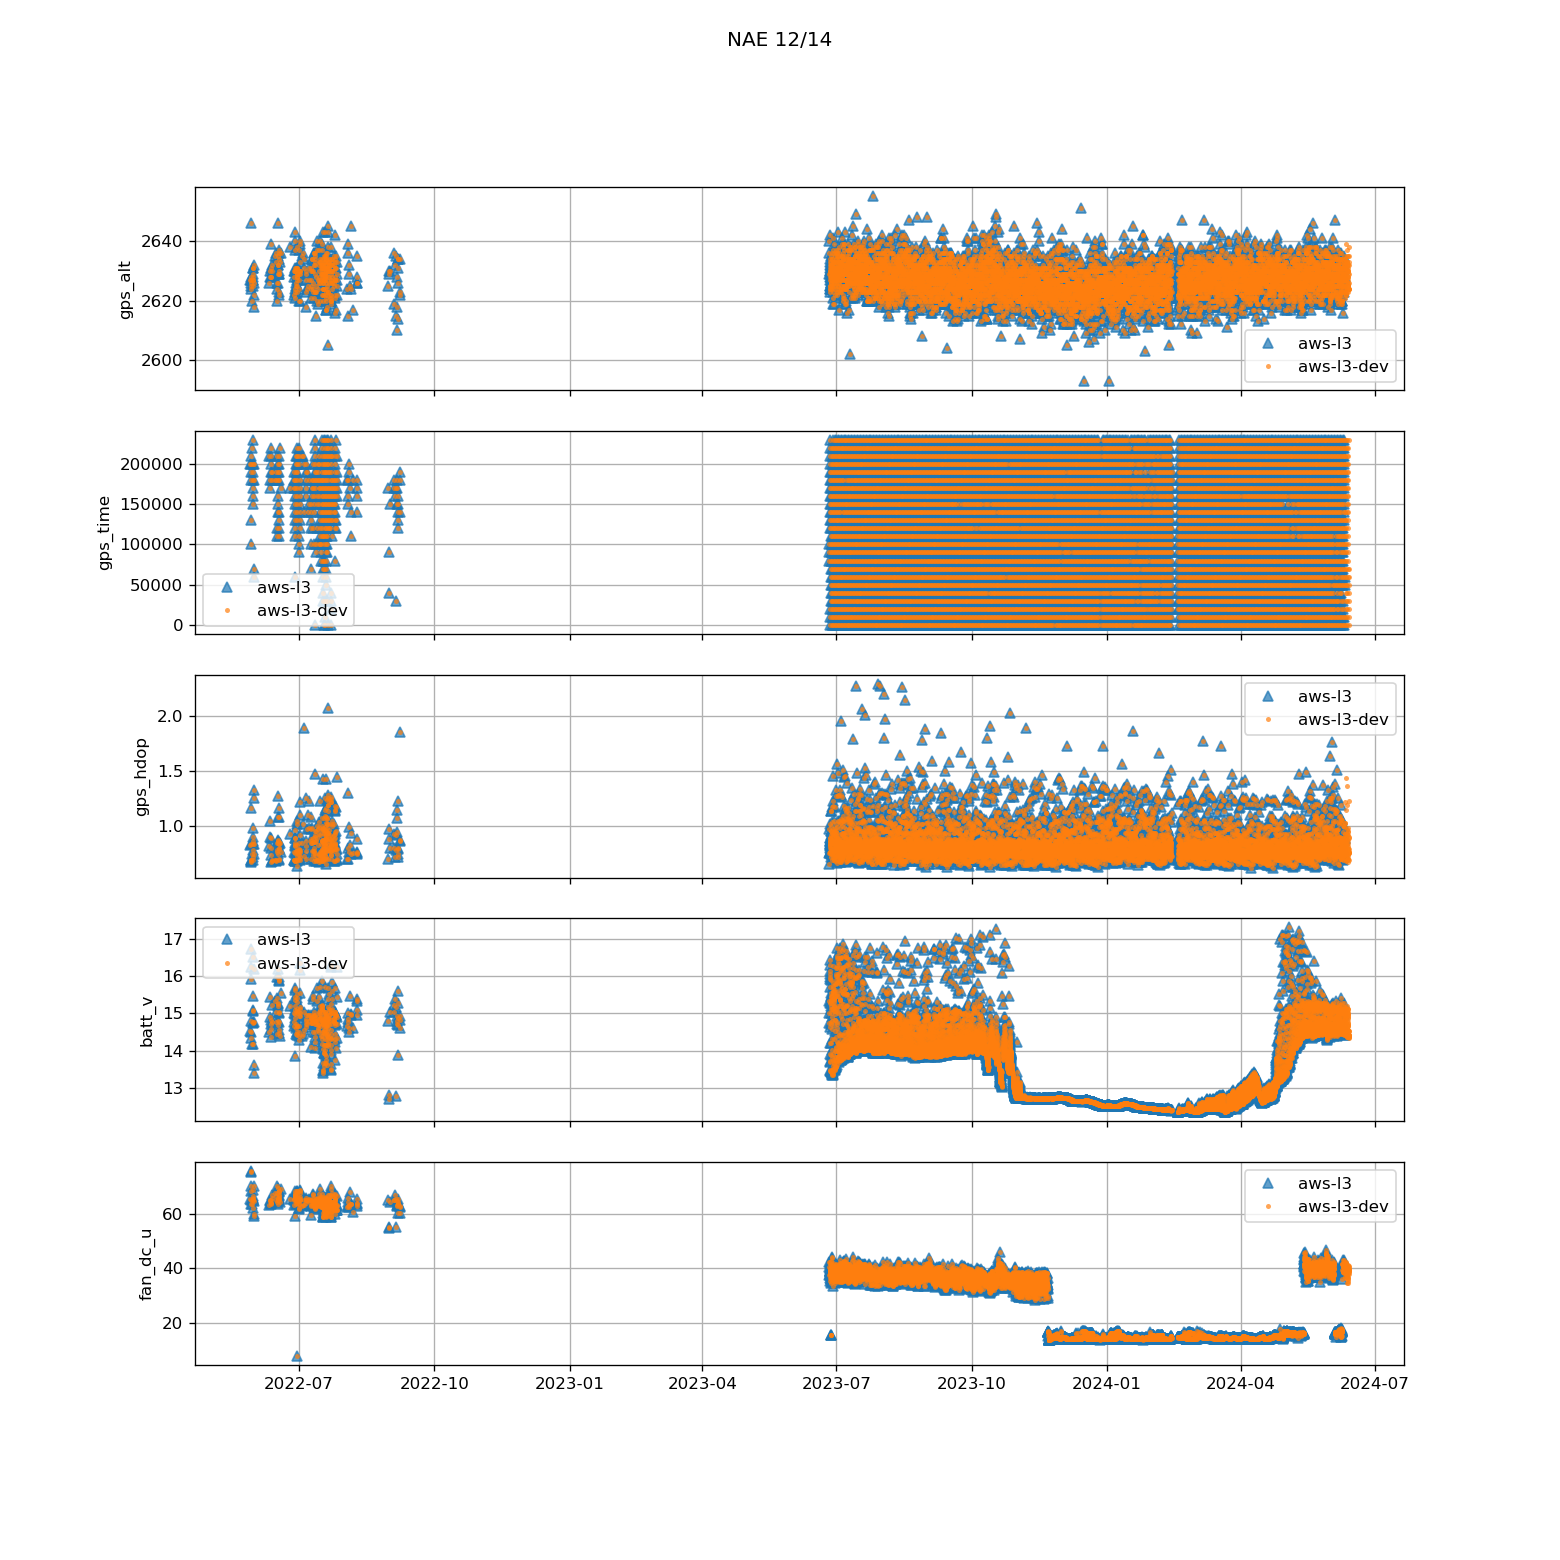 NAE 12/14
gps_alt
2640
2620
2600
aws-l3
aws-l3-dev
gps_time
200000
150000
100000
50000
0
aws-l3
aws-l3-dev
gps_hdop
2.0
1.5
1.0
aws-l3
aws-l3-dev
batt_v
17
16
15
14
13
aws-l3
aws-l3-dev
fan_dc_u
60
40
20
aws-l3
aws-l3-dev
2022-07 2022-10 2023-01 2023-04 2023-07 2023-10 2024-01 2024-04 2024-07